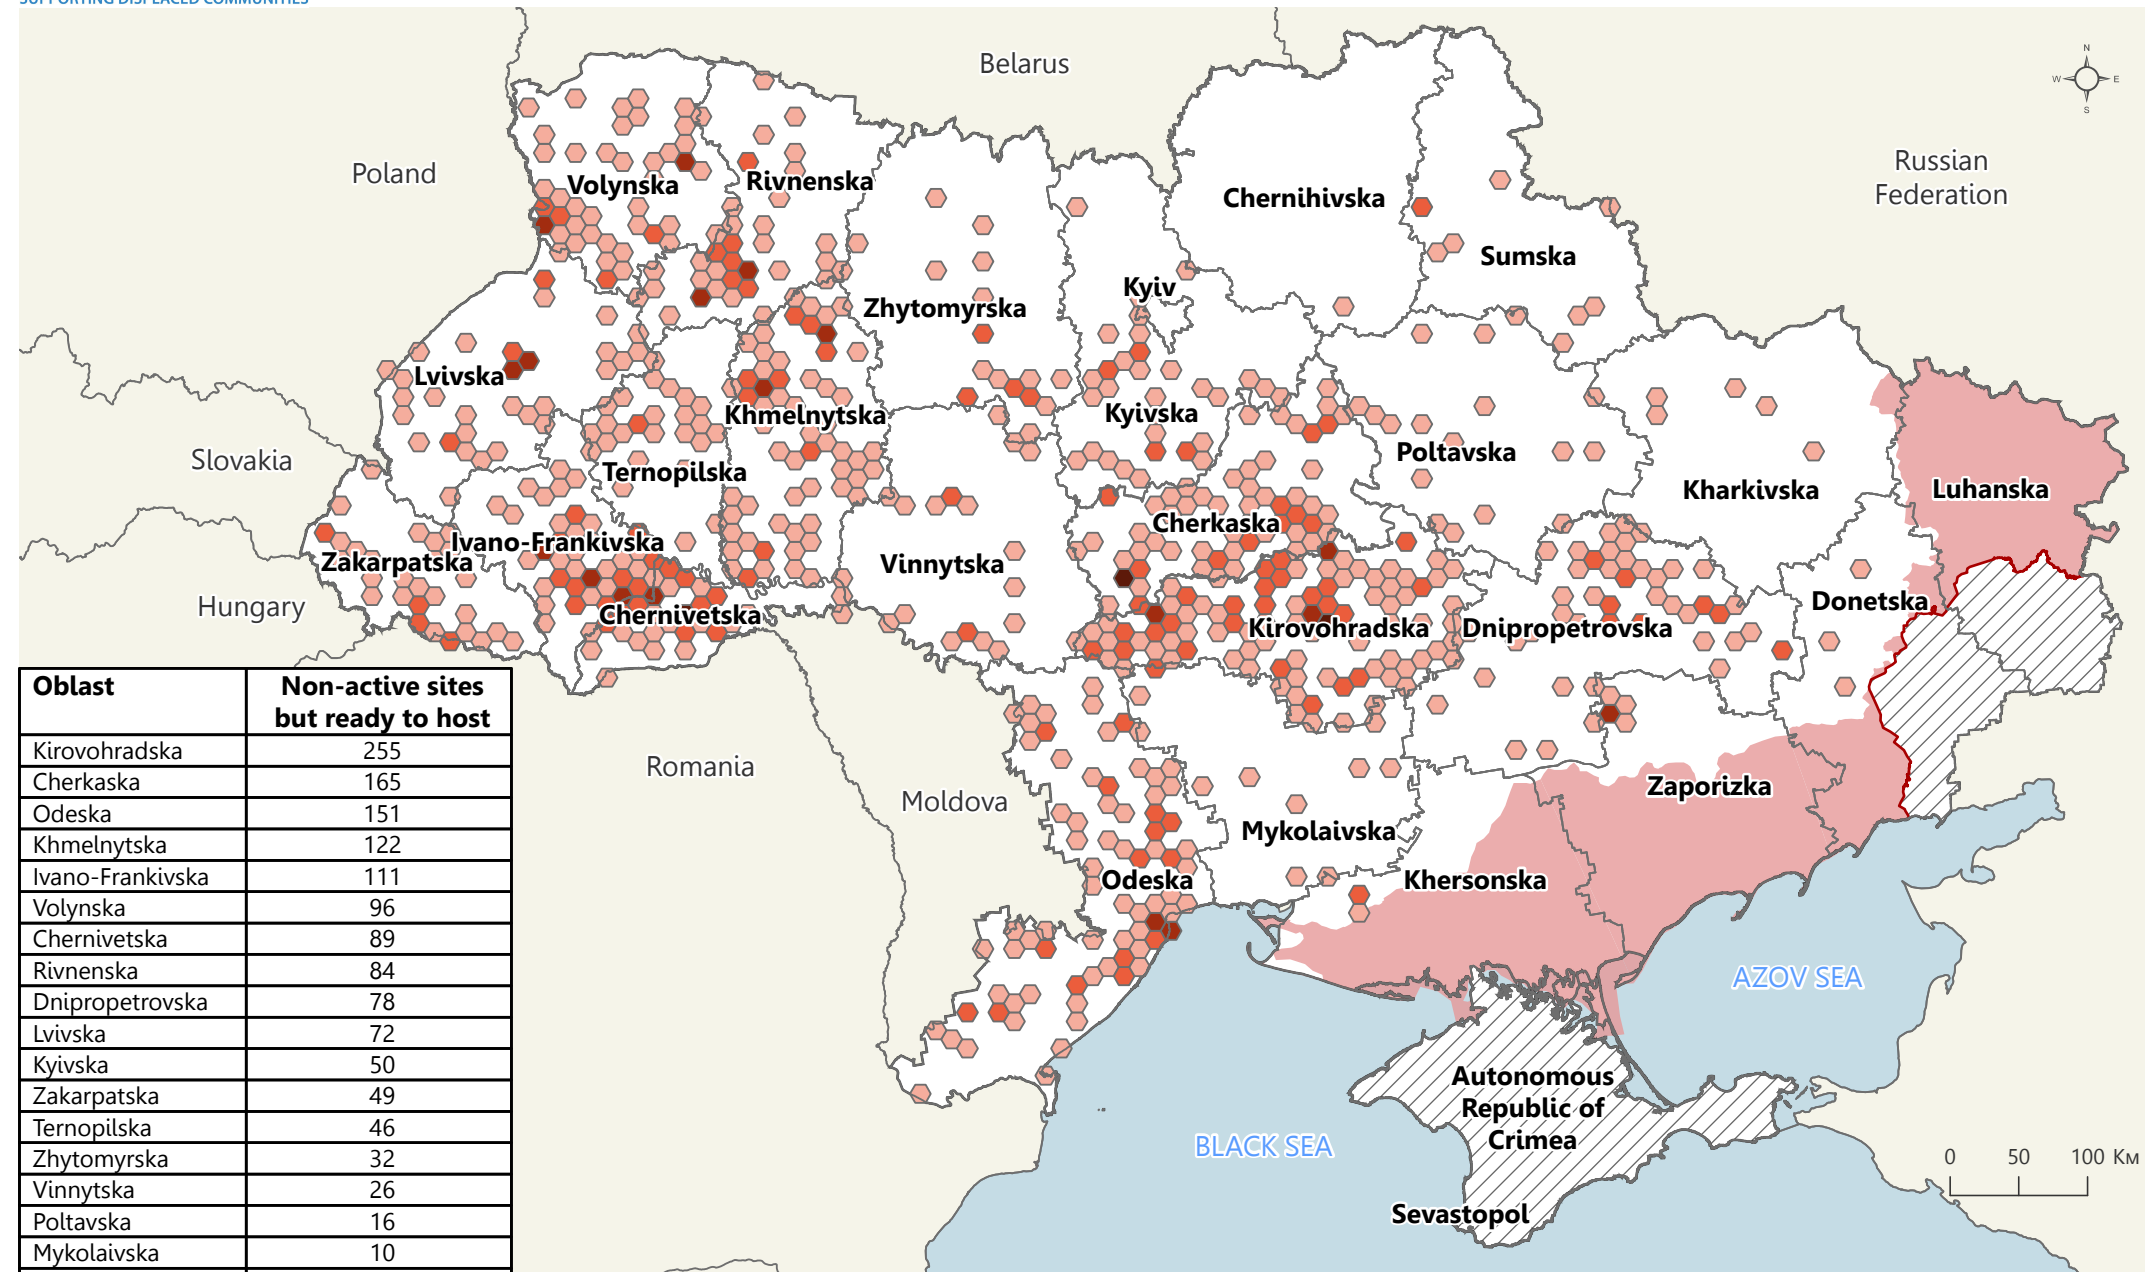 SUPPORTING DISPLACED COMMUNITIES
Belarus
Poland
Russian
Federation
Volynska
Rivnenska
Chernihivska
Sumska
Kyiv
Zhytomyrska
Lvivska
Khmelnytska
Kyivska
Poltavska
Slovakia
Ternopilska
Kharkivska
Luhanska
Cherkaska
Ivano-Frankivska
Zakarpatska
Vinnytska
Hungary
Chernivetska
Kirovohradska
Dnipropetrovska
Donetska
Romania
Moldova
Zaporizka
Mykolaivska
Odeska
Khersonska
AZOV SEA
Autonomous
Republic of
Crimea
BLACK SEA
Sevastopol
N
W E
S
0 50 100 Км
Oblast Non-active sites
but ready to host
Kirovohradska 255
Cherkaska 165
Odeska 151
Khmelnytska 122
Ivano-Frankivska 111
Volynska 96
Chernivetska 89
Rivnenska 84
Dnipropetrovska 78
Lvivska 72
Kyivska 50
Zakarpatska 49
Ternopilska 46
Zhytomyrska 32
Vinnytska 26
Poltavska 16
Mykolaivska 10